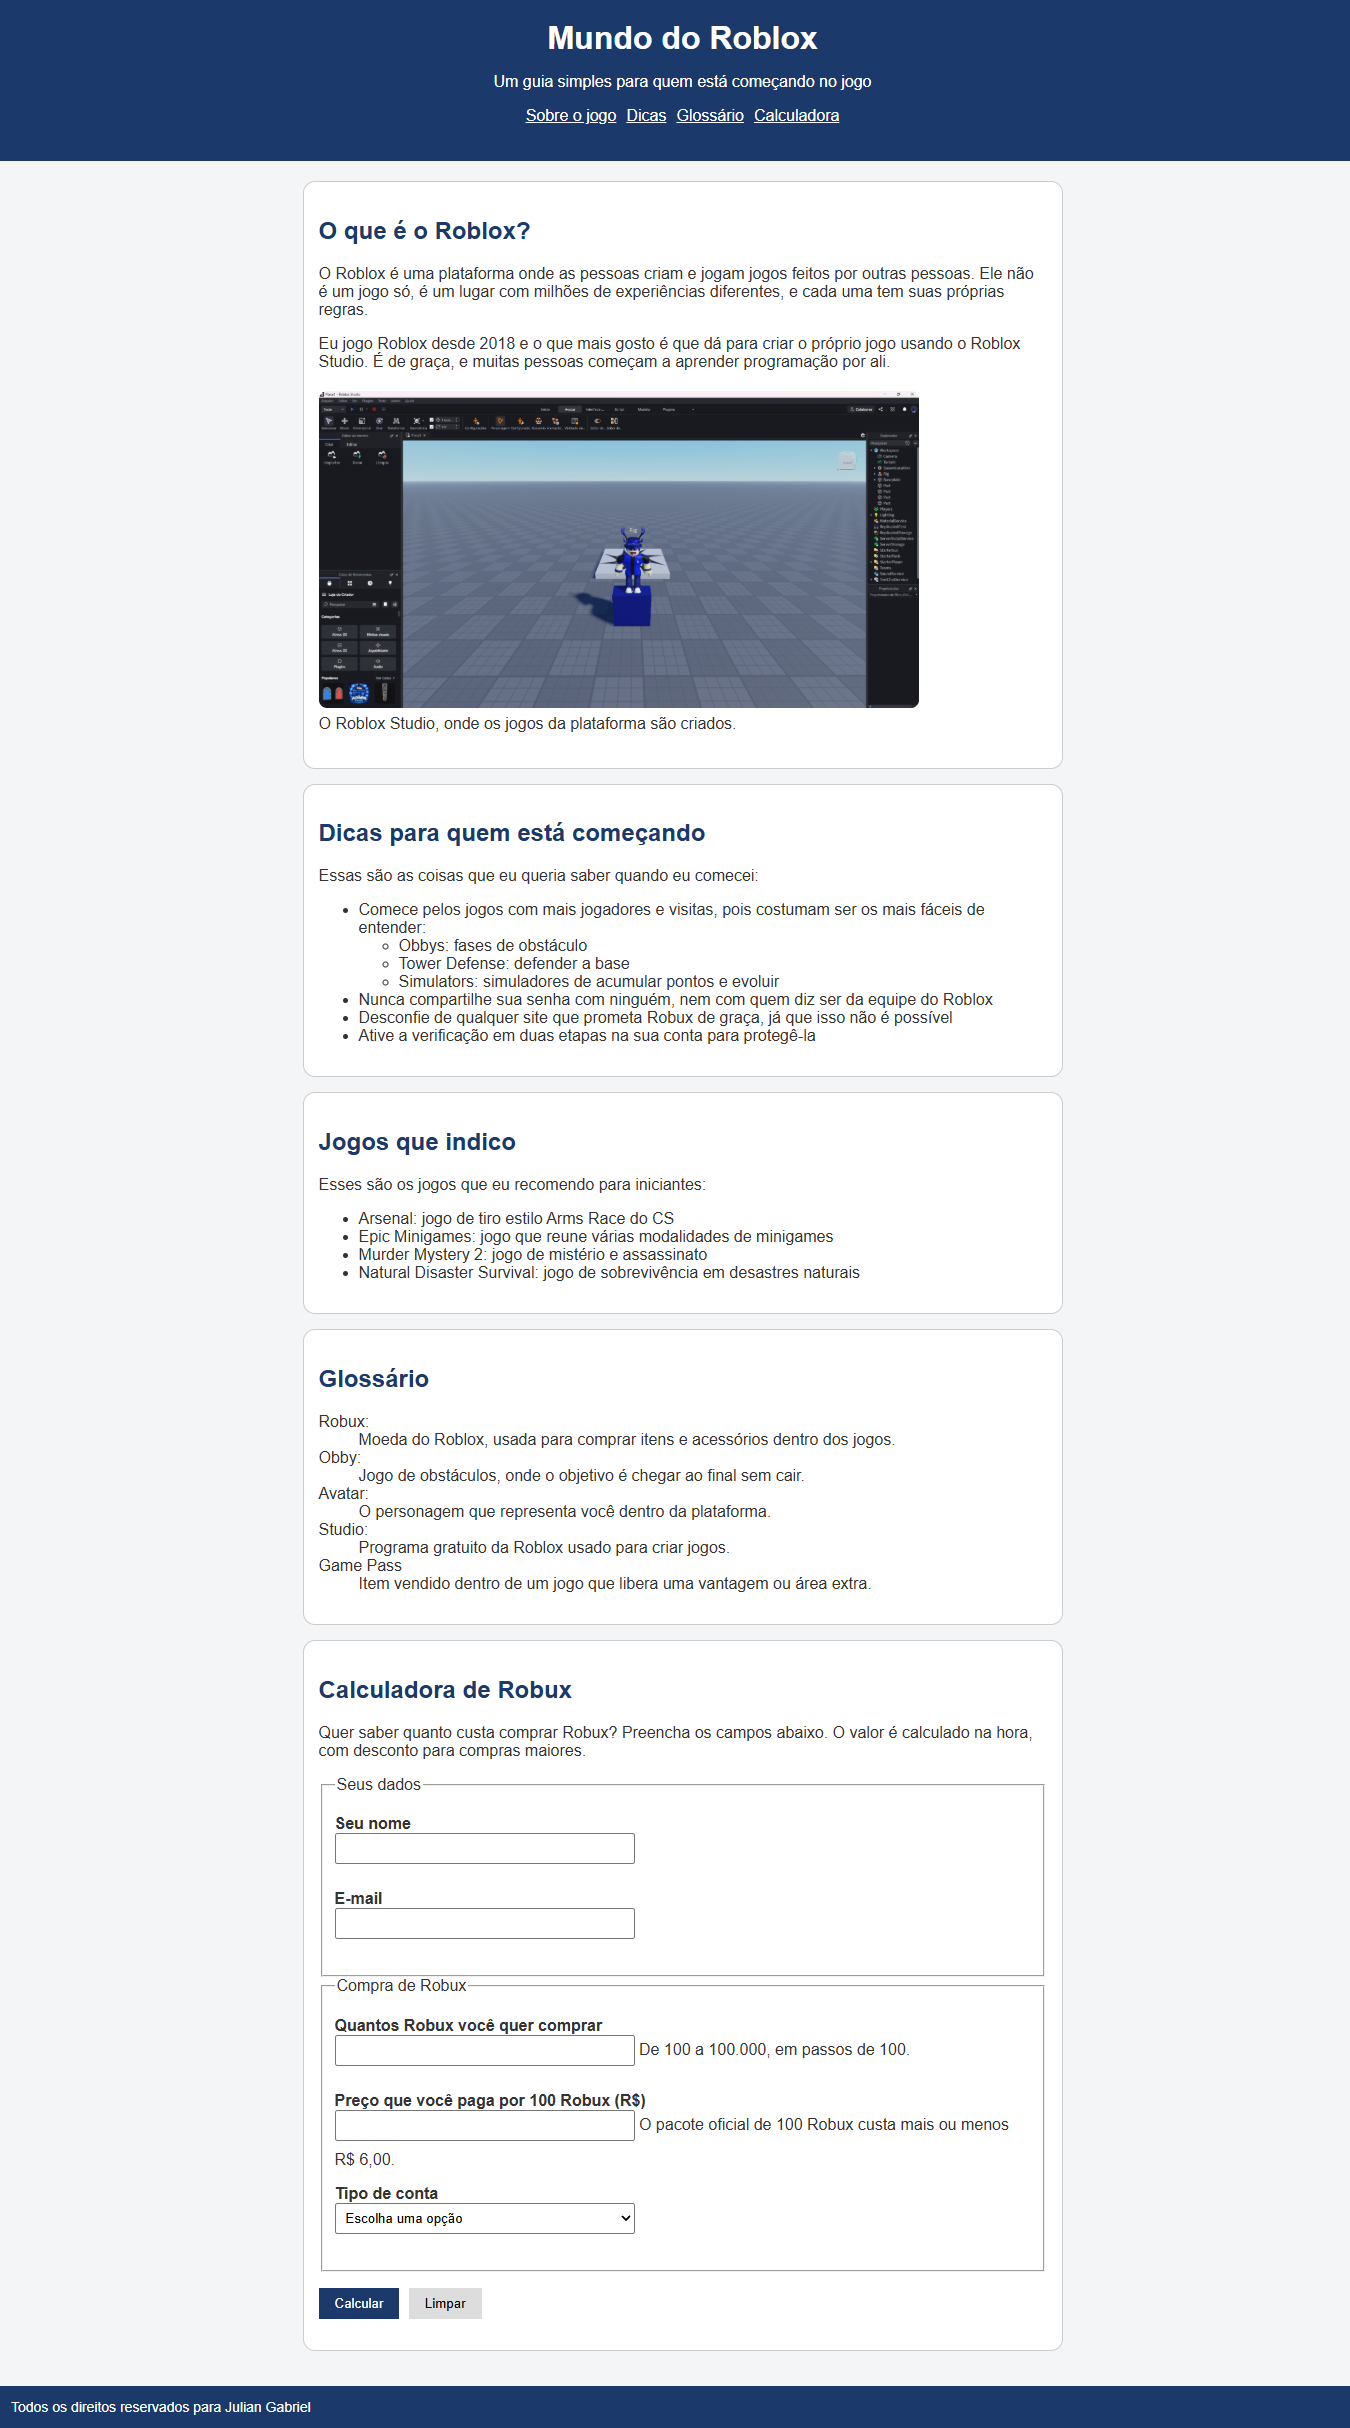 Mundo do Roblox
Um guia simples para quem está começando no jogo
Sobre o jogo Dicas Glossário Calculadora
O que é o Roblox?
O Roblox é uma plataforma onde as pessoas criam e jogam jogos feitos por outras pessoas. Ele não
é um jogo só, é um lugar com milhões de experiências diferentes, e cada uma tem suas próprias
regras.
Eu jogo Roblox desde 2018 e o que mais gosto é que dá para criar o próprio jogo usando o Roblox
Studio. É de graça, e muitas pessoas começam a aprender programação por ali.
O Roblox Studio, onde os jogos da plataforma são criados.
Dicas para quem está começando
Essas são as coisas que eu queria saber quando eu comecei:
Comece pelos jogos com mais jogadores e visitas, pois costumam ser os mais fáceis de
entender:
Obbys: fases de obstáculo
Tower Defense: defender a base
Simulators: simuladores de acumular pontos e evoluir
Nunca compartilhe sua senha com ninguém, nem com quem diz ser da equipe do Roblox
Desconfie de qualquer site que prometa Robux de graça, já que isso não é possível
Ative a verificação em duas etapas na sua conta para protegê-la
Jogos que indico
Esses são os jogos que eu recomendo para iniciantes:
Arsenal: jogo de tiro estilo Arms Race do CS
Epic Minigames: jogo que reune várias modalidades de minigames
Murder Mystery 2: jogo de mistério e assassinato
Natural Disaster Survival: jogo de sobrevivência em desastres naturais
Glossário
Robux:
Moeda do Roblox, usada para comprar itens e acessórios dentro dos jogos.
Obby:
Jogo de obstáculos, onde o objetivo é chegar ao final sem cair.
Avatar:
O personagem que representa você dentro da plataforma.
Studio:
Programa gratuito da Roblox usado para criar jogos.
Game Pass
Item vendido dentro de um jogo que libera uma vantagem ou área extra.
Calculadora de Robux
Quer saber quanto custa comprar Robux? Preencha os campos abaixo. O valor é calculado na hora,
com desconto para compras maiores.
Seus dados
Seu nome
E-mail
Compra de Robux
Quantos Robux você quer comprar
De 100 a 100.000, em passos de 100.
Preço que você paga por 100 Robux (R$)
O pacote oficial de 100 Robux custa mais ou menos
R$ 6,00.
Tipo de conta
Escolha uma opção
Calcular Limpar
Todos os direitos reservados para Julian Gabriel